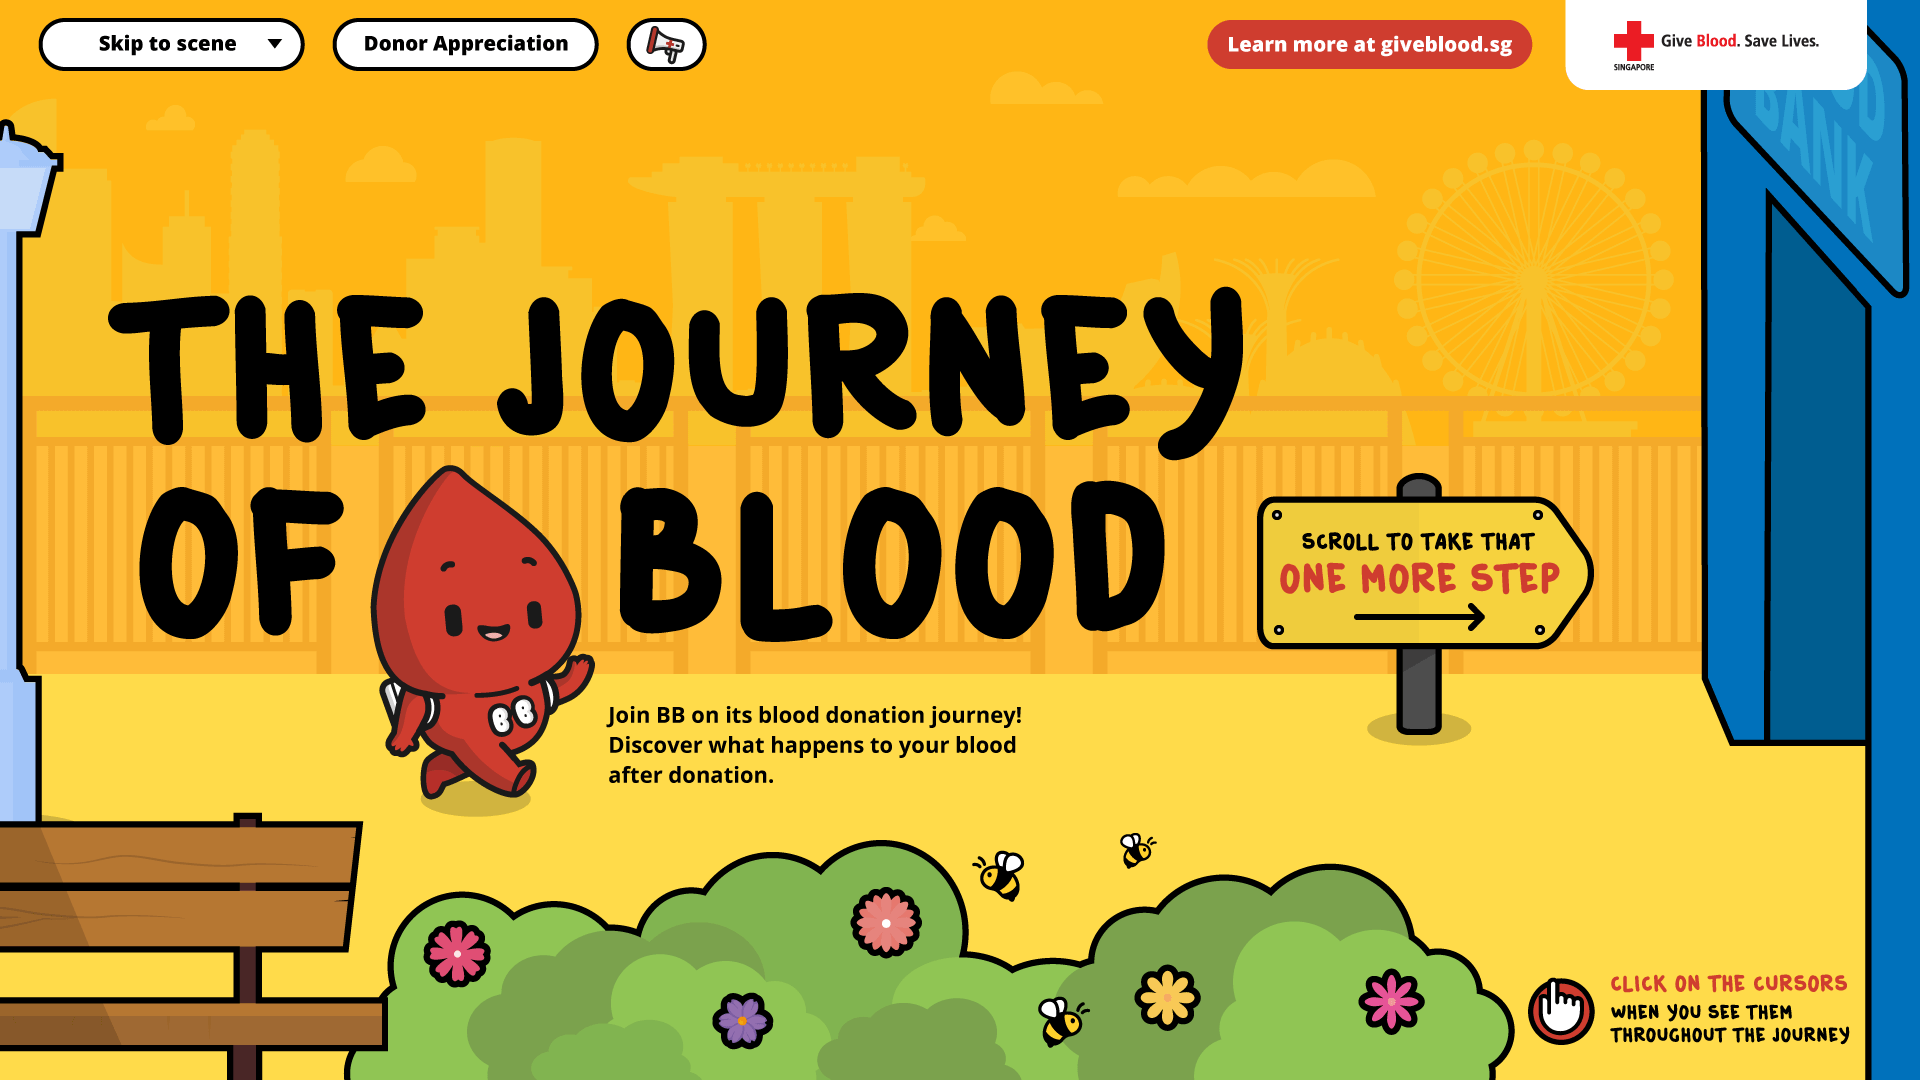 Skip to scene
Donor Appreciation
Learn more at giveblood.sg
Give Blood. Save Lives.
SINGAPORE
BANK
THE JOURNEY
OF BLOOD
BB
SCROLL TO TAKE THAT
ONE MORE STEP
Join BB on its blood donation journey!
Discover what happens to your blood
after donation.
CLICK ON THE CURSORS
WHEN YOU SEE THEM
THROUGHOUT THE JOURNEY